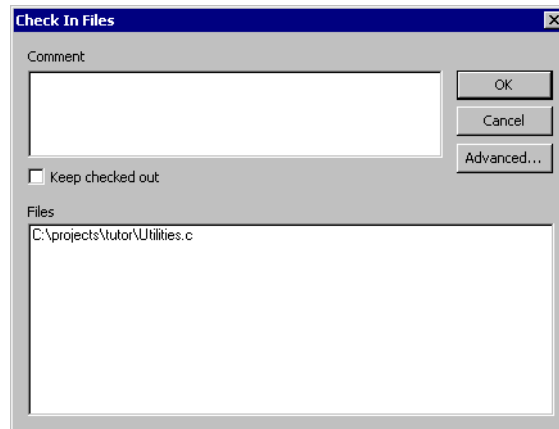 Check In Files
Comment
OK
Cancel
Advanced...
Keep checked out
Files
C:\projects\tutor\Utilities.c